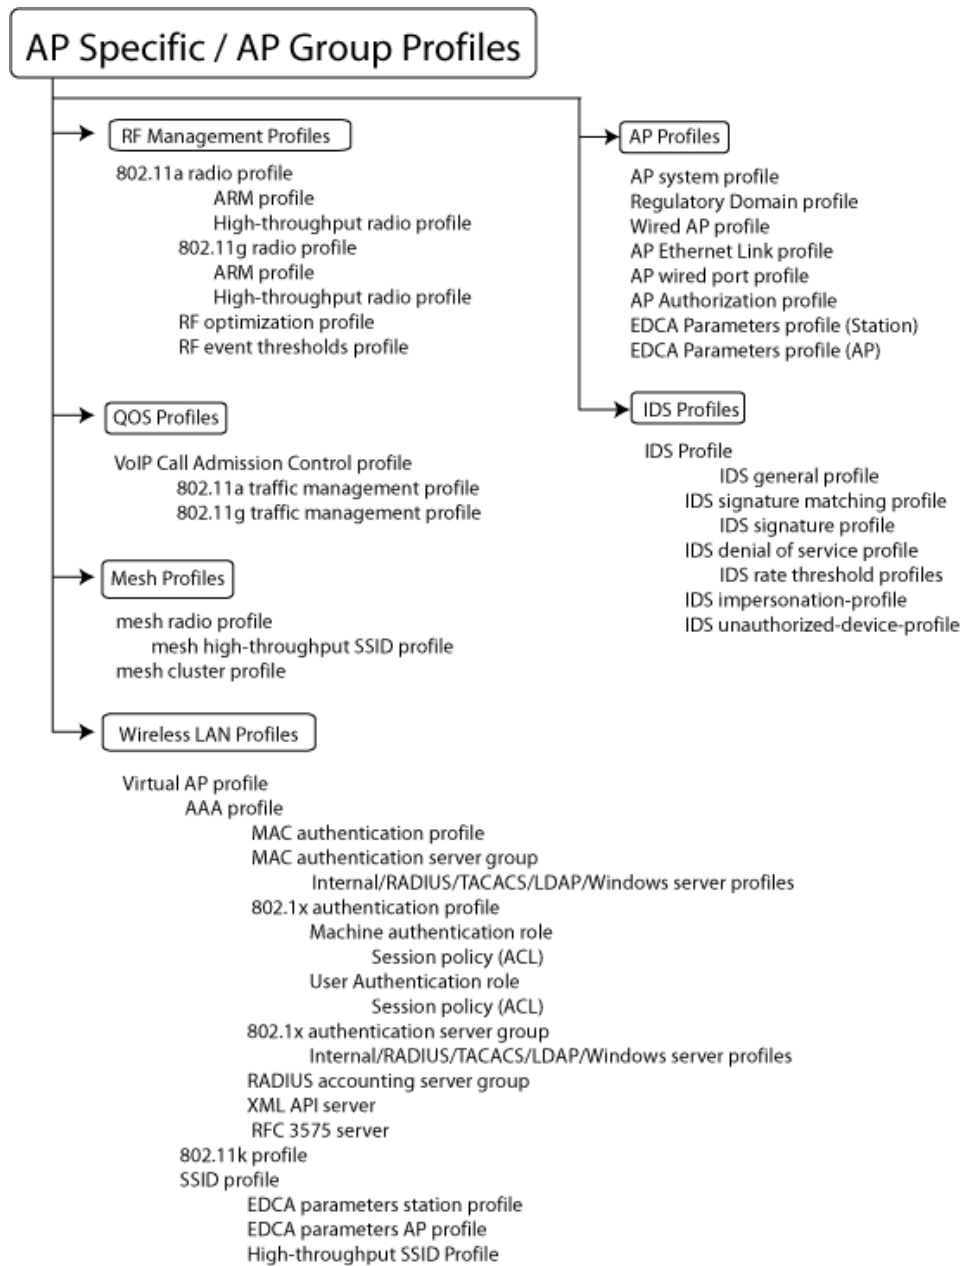 AP Specific / AP Group Profiles
RF Management Profiles
802.11a radio profile
ARM profile
High-throughput radio profile
802.11g radio profile
ARM profile
High-throughput radio profile
RF optimization profile
RF event thresholds profile
QOS Profiles
VoIP Call Admission Control profile
802.11a traffic management profile
802.11g traffic management profile
Mesh Profiles
mesh radio profile
mesh high-throughput SSID profile
mesh cluster profile
Wireless LAN Profiles
Virtual AP profile
AAA profile
MAC authentication profile
MAC authentication server group
Internal/RADIUS/TACACS/LDAP/Windows server profiles
802.1x authentication profile
Machine authentication role
Session policy (ACL)
User Authentication role
Session policy (ACL)
802.1x authentication server group
Internal/RADIUS/TACACS/LDAP/Windows server profiles
RADIUS accounting server group
XML API server
RFC 3575 server
802.11k profile
SSID profile
EDCA parameters station profile
EDCA parameters AP profile
High-throughput SSID Profile
AP Profiles
AP system profile
Regulatory Domain profile
Wired AP profile
AP Ethernet Link profile
AP wired port profile
AP Authorization profile
EDCA Parameters profile (Station)
EDCA Parameters profile (AP)
IDS Profiles
IDS Profile
IDS general profile
IDS signature matching profile
IDS signature profile
IDS denial of service profile
IDS rate threshold profiles
IDS impersonation-profile
IDS unauthorized-device-profile